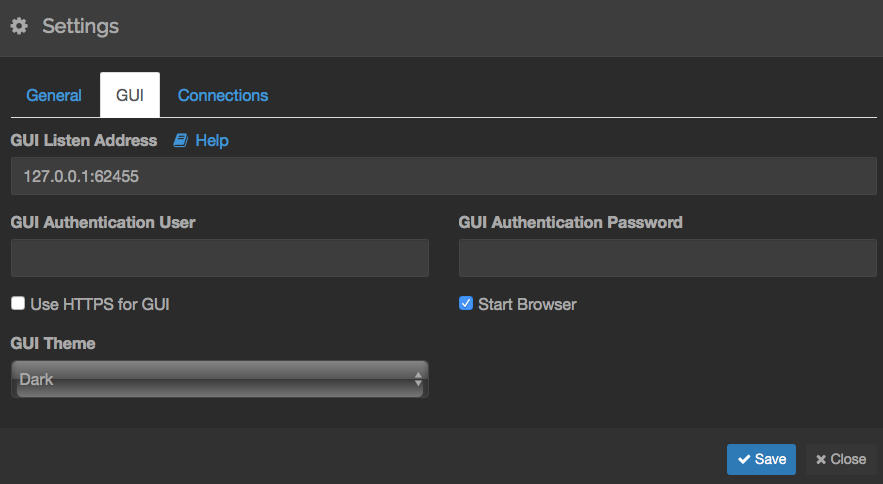 Settings
General GUI Connections
GUI Listen Address Help
127.0.0.1:62455
GUI Authentication User GUI Authentication Password
Use HTTPS for GUI Start Browser
GUI Theme
Dark
Save Close